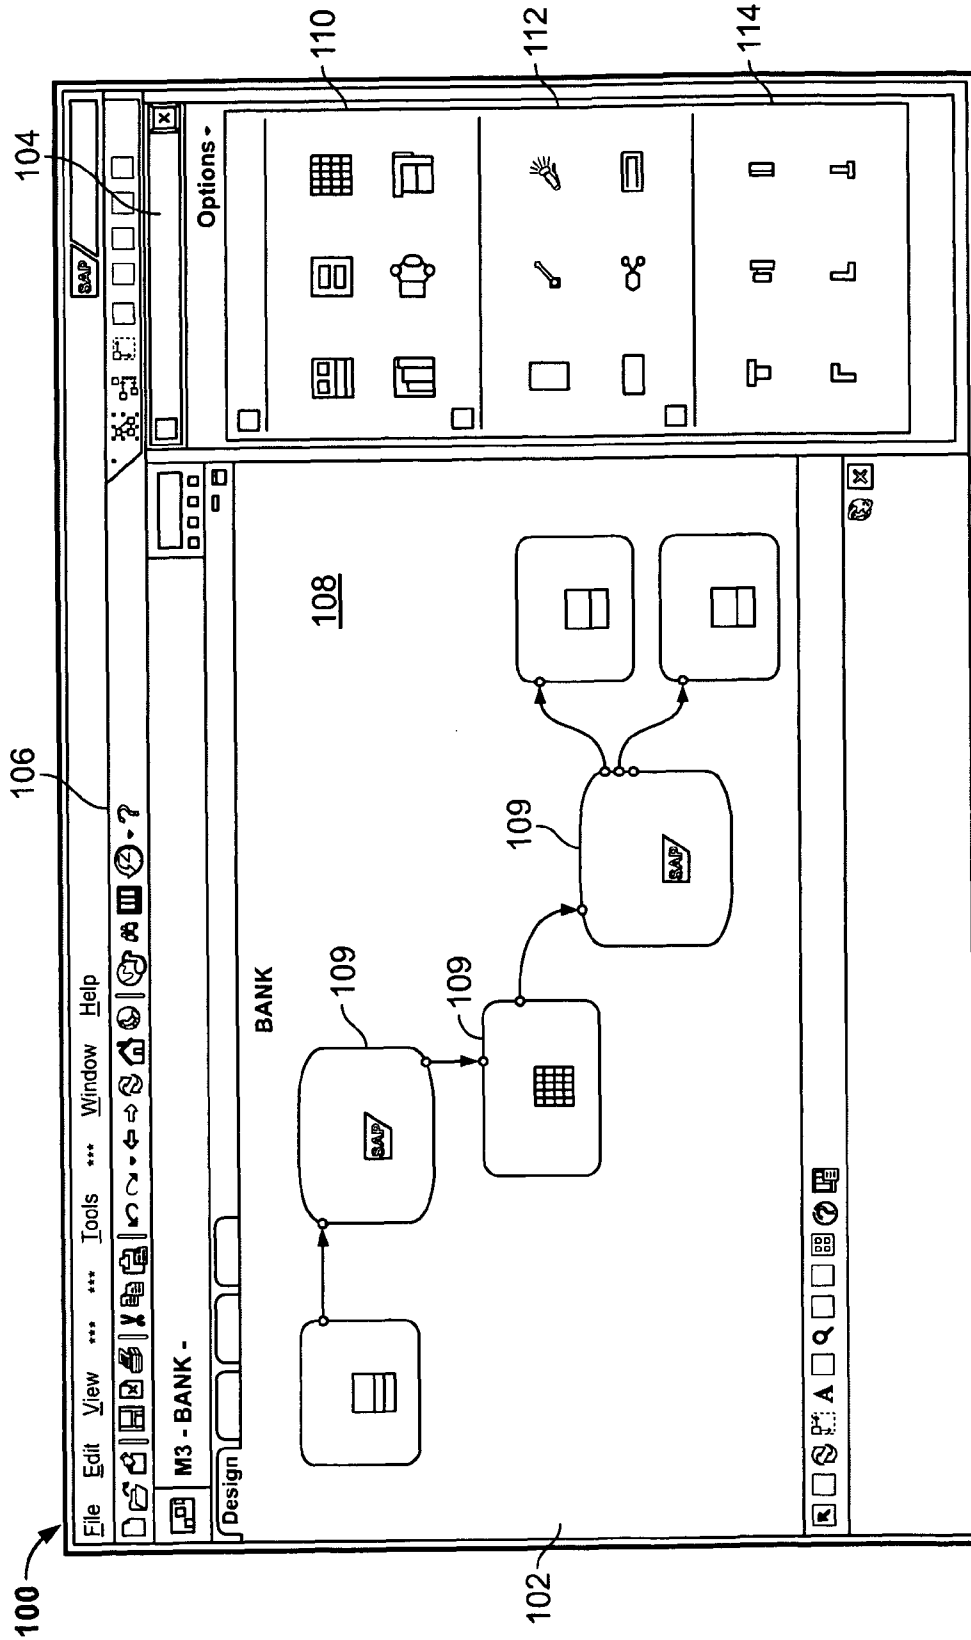 100
106
104
File Edit View *** *** Tools *** Window Help
SAP
M3 - BANK -
Options
Design
BANK
108
110
109
SAP
109
112
109
SAP
114
102
A